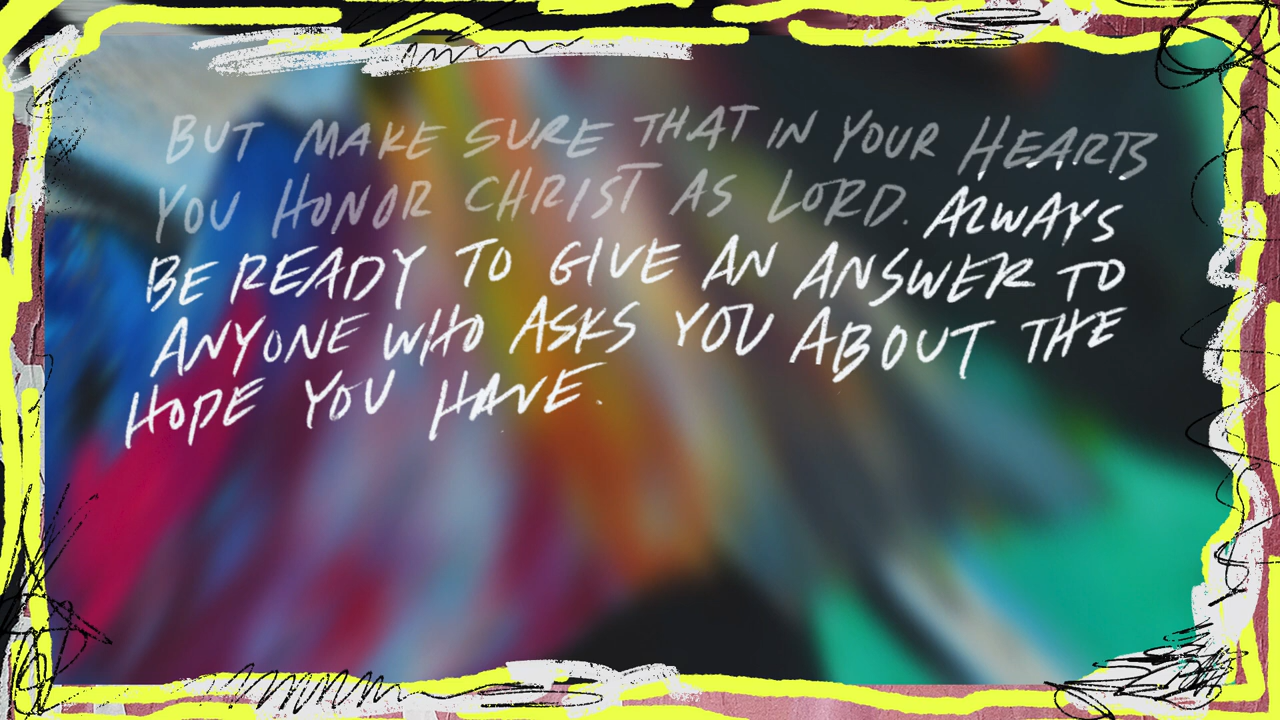 BUT MAKE SURE THAT IN YOUR HEARTS
YOU HONOR CHRIST AS LORD. ALWAYS
BE READY TO GIVE AN ANSWER TO
ANYONE WHO ASKS YOU ABOUT THE
HOPE YOU HAVE.